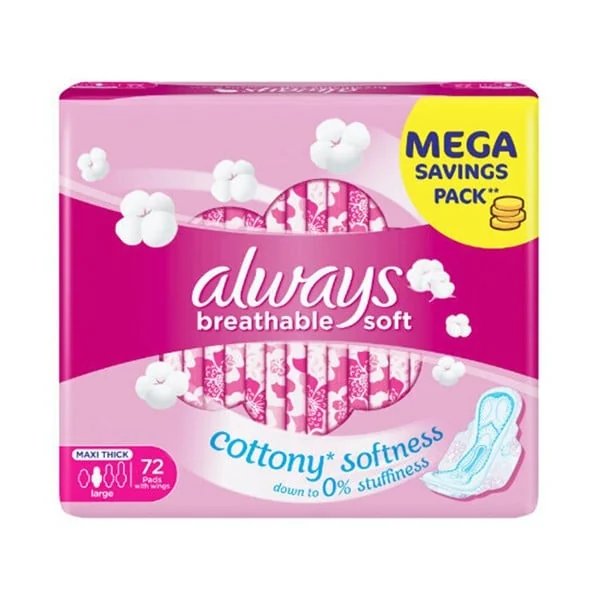 MEGA
SAVINGS
PACK**
always
breathable soft
cottony* softness
down to 0% stuffiness
MAXI THICK
large
72
Pads
with wings